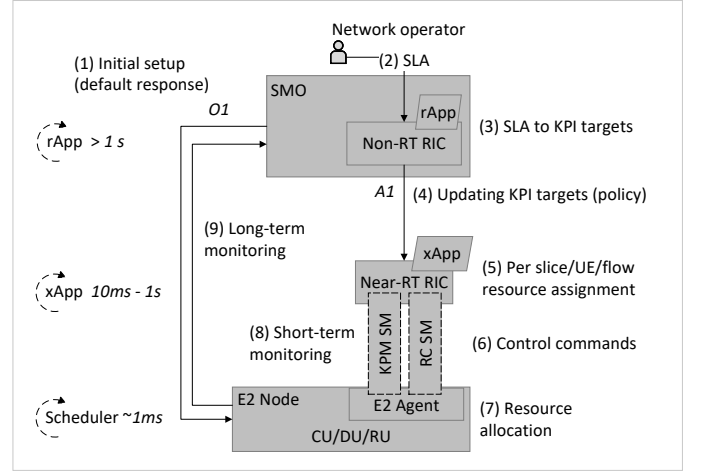 Network operator
(1) Initial setup
(default response)
(2) SLA
SMO
O1
rApp
(3) SLA to KPI targets
rApp > 1 s
Non-RT RIC
A1
(4) Updating KPI targets (policy)
(9) Long-term
monitoring
xApp
(5) Per slice/UE/flow
resource assignment
xApp 10ms - 1s
Near-RT RIC
(8) Short-term
monitoring
KPM SM
RC SM
(6) Control commands
E2 Node
E2 Agent
(7) Resource
allocation
Scheduler ~1ms
CU/DU/RU